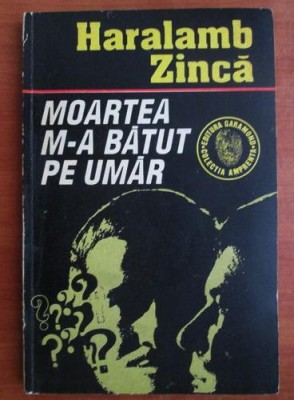 Haralamb
Zincă
MOARTEA
M-A BĂTUT
PE UMĂR
EDITURA GARAMOND
COLECȚIA AMPRENTA
? ? ? ? ? ? ? ? ?